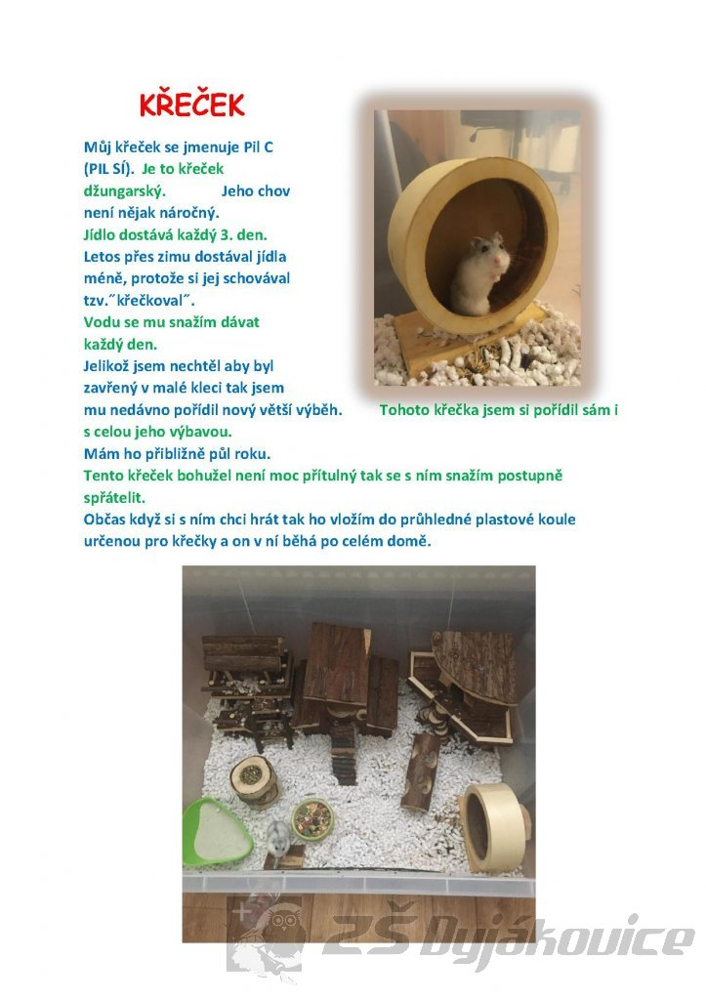 KŘEČEK
Můj křeček se jmenuje Pil C
(PIL SÍ). Je to křeček
džungarský. Jeho chov
není nějak náročný.
Jídlo dostává každý 3. den.
Letos přes zimu dostával jídla
méně, protože si jej schovával
tzv.˝křečkoval˝.
Vodu se mu snažím dávat
každý den.
Jelikož jsem nechtěl aby byl
zavřený v malé kleci tak jsem
mu nedávno pořídil nový větší výběh. Tohoto křečka jsem si pořídil sám i
s celou jeho výbavou.
Mám ho přibližně půl roku.
Tento křeček bohužel není moc přítulný tak se s ním snažím postupně
spřátelit.
Občas když si s ním chci hrát tak ho vložím do průhledné plastové koule
určenou pro křečky a on v ní běhá po celém domě.
ZŠ Dyjákovice